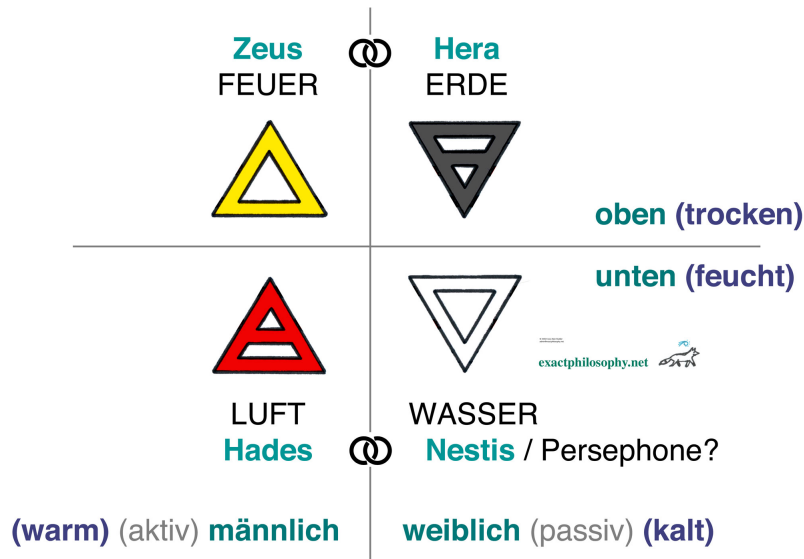 Zeus
Hera
FEUER
ERDE
oben (trocken)
unten (feucht)
exactphilosophy.net
LUFT
WASSER
Hades
Nestis / Persephone?
(warm) (aktiv) männlich
weiblich (passiv) (kalt)